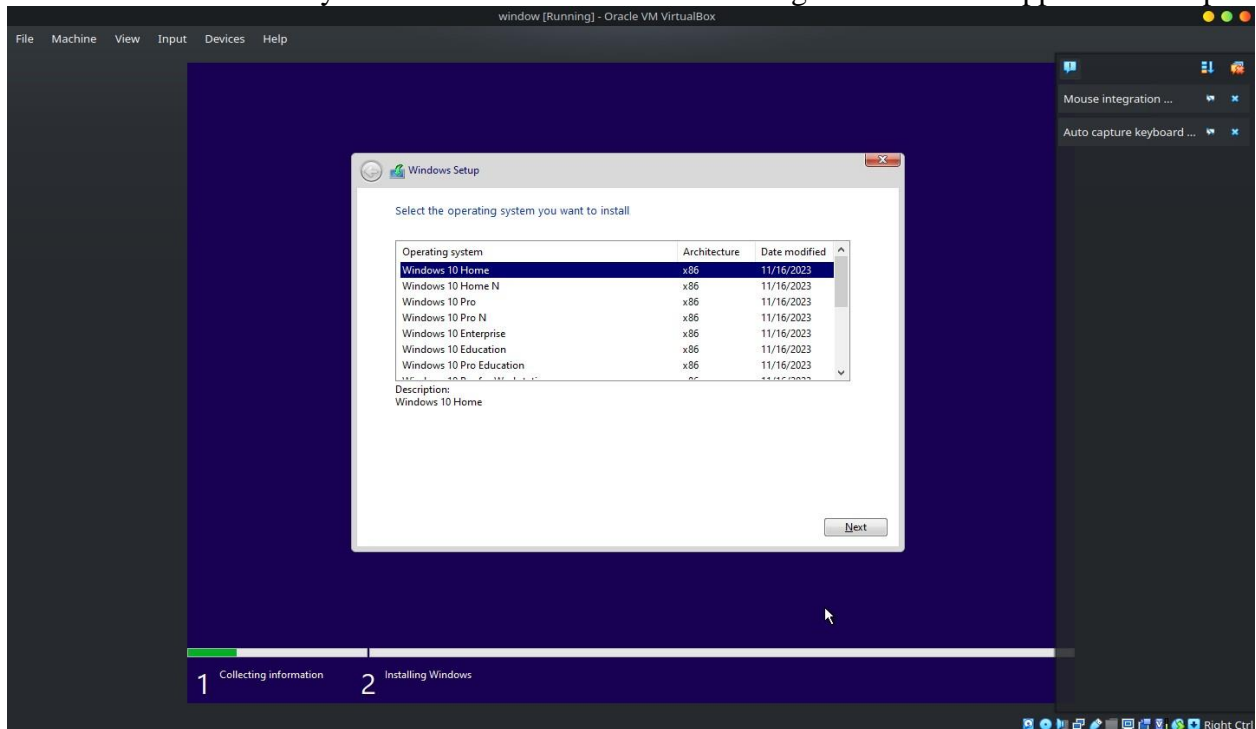 window [Running] - Oracle VM VirtualBox
File Machine View Input Devices Help
Mouse integration ...
Auto capture keyboard ...
Windows Setup
Select the operating system you want to install
Operating system Architecture Date modified
Windows 10 Home x86 11/16/2023
Windows 10 Home N x86 11/16/2023
Windows 10 Pro x86 11/16/2023
Windows 10 Pro N x86 11/16/2023
Windows 10 Enterprise x86 11/16/2023
Windows 10 Education x86 11/16/2023
Windows 10 Pro Education x86 11/16/2023
Description:
Windows 10 Home
Next
1 Collecting information 2 Installing Windows
Right Ctrl